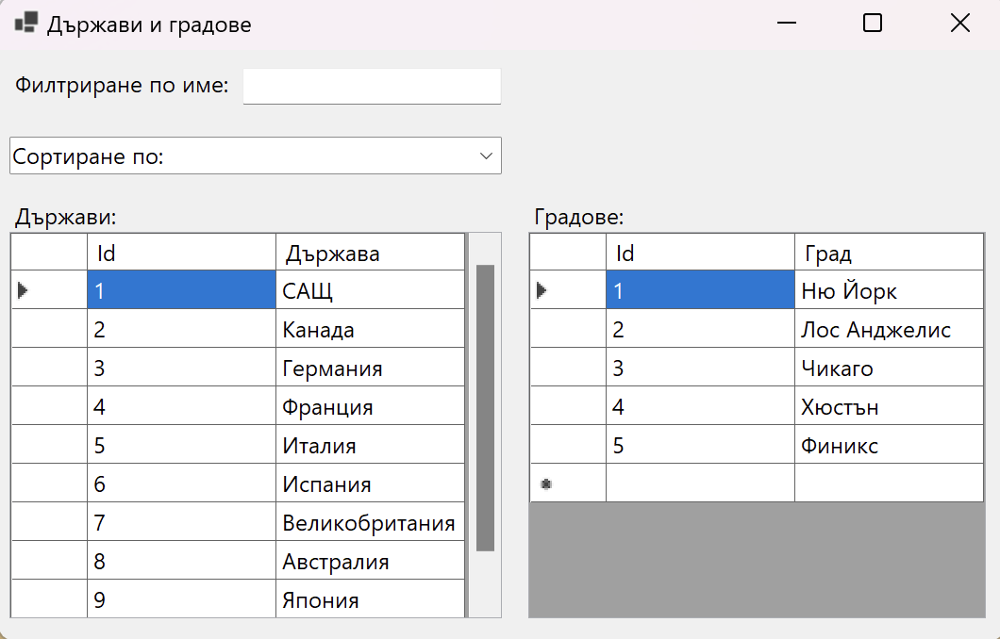 Държави и градове
Филтриране по име:
Сортиране по:
Държави:
Id Държава
1 САЩ
2 Канада
3 Германия
4 Франция
5 Италия
6 Испания
7 Великобритания
8 Австралия
9 Япония
Градове:
Id Град
1 Ню Йорк
2 Лос Анджелис
3 Чикаго
4 Хюстън
5 Финикс